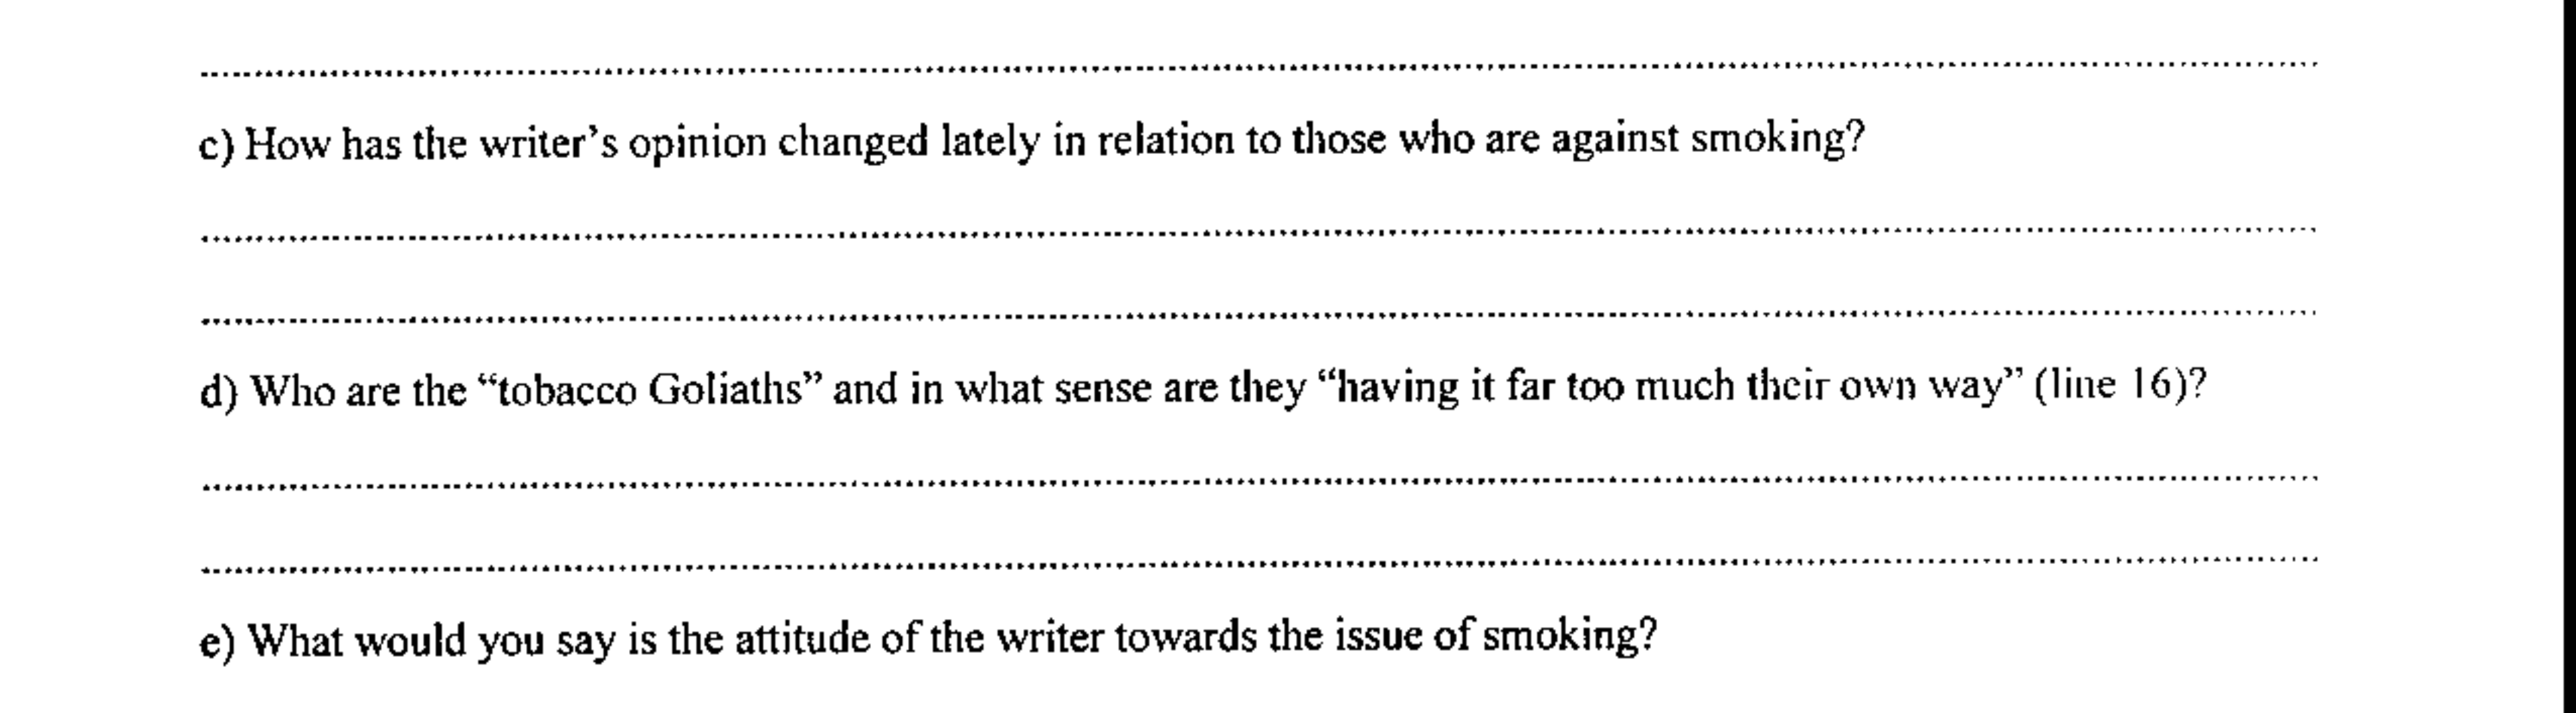 c) How has the writer's opinion changed lately in relation to those who are against smoking?
d) Who are the “tobacco Goliaths” and in what sense are they “having it far too much their own way” (line 16)?
e) What would you say is the attitude of the writer towards the issue of smoking?